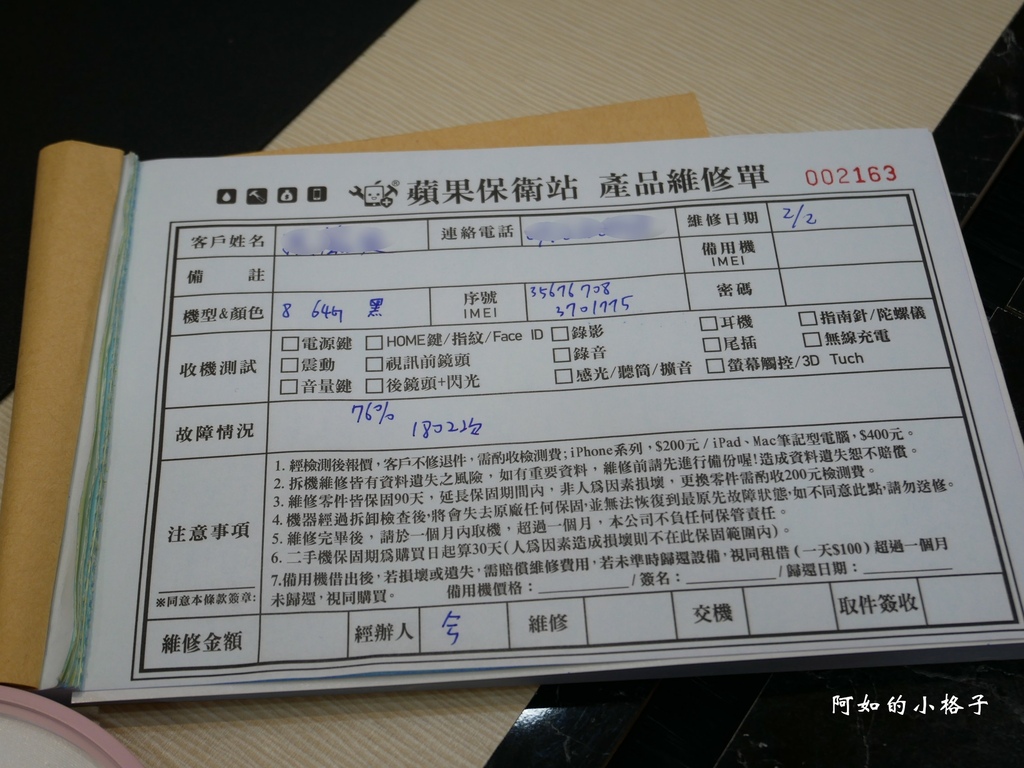 蘋果保衛站 產品維修單 002163
客戶姓名 連絡電話 維修日期 2/2
備註 備用機 IMEI
機型&顏色 8 64g 黑 序號 IMEI 35676708 3701775 密碼
收機測試 □電源鍵 □HOME鍵/指紋/Face ID □錄影 □耳機 □指南針/陀螺儀
□震動 □視訊前鏡頭 □錄音 □尾插 □無線充電
□音量鍵 □後鏡頭+閃光 □感光/聽筒/擴音 □螢幕觸控/3D Tuch
故障情況 76%
注意事項
1. 經檢測後報價,客戶不修退件,需酌收檢測費;iPhone系列,$200元/iPad、Mac筆記型電腦,$400元。
2. 拆機維修皆有資料遺失之風險,如有重要資料,維修前請先進行備份喔!造成資料遺失恕不賠償。
3. 維修零件皆保固90天,延長保固期間內,非人為因素損壞,更換零件需酌收200元檢測費。
4. 機器經過拆卸檢查後,將會失去原廠任何保固,並無法恢復到最原先故障狀態,如不同意此點,請勿送修。
5. 維修完畢後,請於一個月內取機,超過一個月,本公司不負任何保管責任。
6. 二手機保固期為購買日起算30天(人為因素造成損壞則不在此保固範圍內)。
7.備用機借出後,若損壞或遺失,需賠償維修費用,若未準時歸還設備,視同租借(一天$100)超過一個月
未歸還,視同購買。 備用機價格:________/簽名:________/歸還日期:________
※同意本條款簽章:
維修金額 經辦人 維修 交機 取件簽收
阿如的小格子